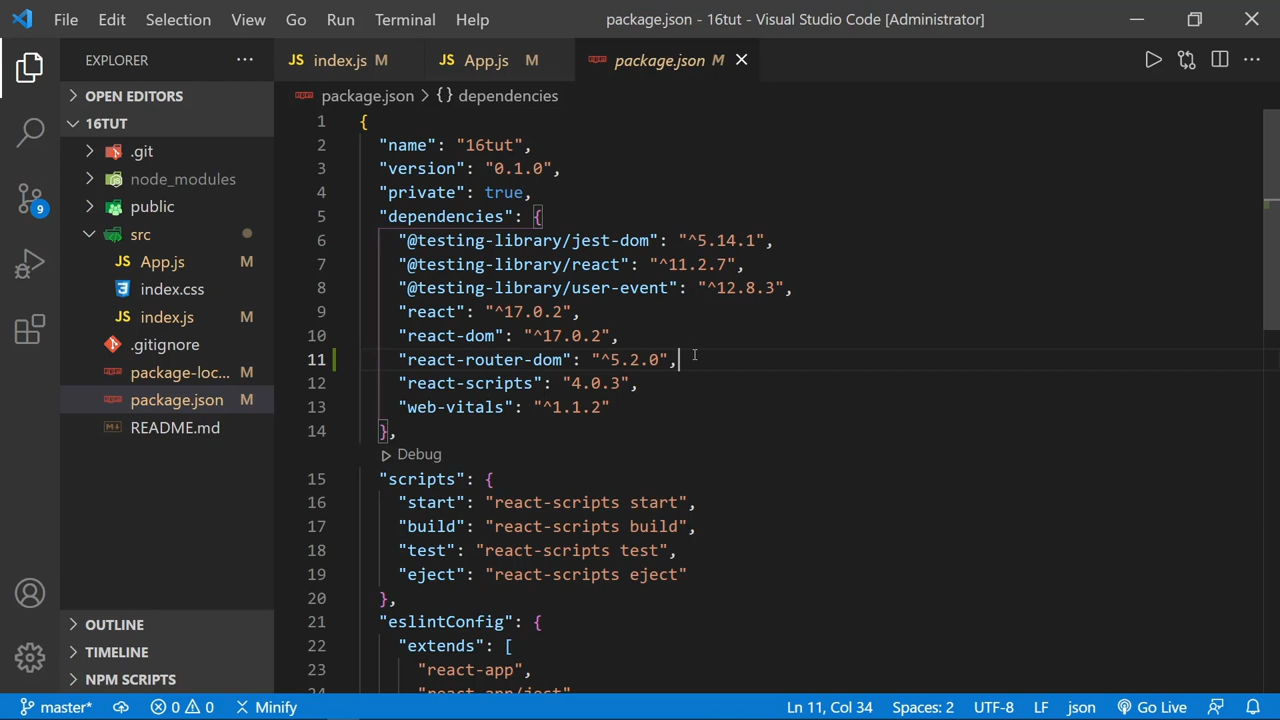 File Edit Selection View Go Run Terminal Help package.json - 16tut - Visual Studio Code [Administrator]
EXPLORER
JS index.js M JS App.js M package.json M
OPEN EDITORS
package.json > {} dependencies
16TUT
.git
node_modules
public
src
JS App.js M
index.css
JS index.js M
.gitignore
package-loc... M
package.json M
README.md
9
OUTLINE
TIMELINE
NPM SCRIPTS
1 {
2 "name": "16tut",
3 "version": "0.1.0",
4 "private": true,
5 "dependencies": {
6 "@testing-library/jest-dom": "^5.14.1",
7 "@testing-library/react": "^11.2.7",
8 "@testing-library/user-event": "^12.8.3",
9 "react": "^17.0.2",
10 "react-dom": "^17.0.2",
11 "react-router-dom": "^5.2.0",
12 "react-scripts": "4.0.3",
13 "web-vitals": "^1.1.2"
14 },
Debug
15 "scripts": {
16 "start": "react-scripts start",
17 "build": "react-scripts build",
18 "test": "react-scripts test",
19 "eject": "react-scripts eject"
20 },
21 "eslintConfig": {
22 "extends": [
23 "react-app",
24 "react-app/jest"
master* 0 0 Minify Ln 11, Col 34 Spaces: 2 UTF-8 LF json Go Live